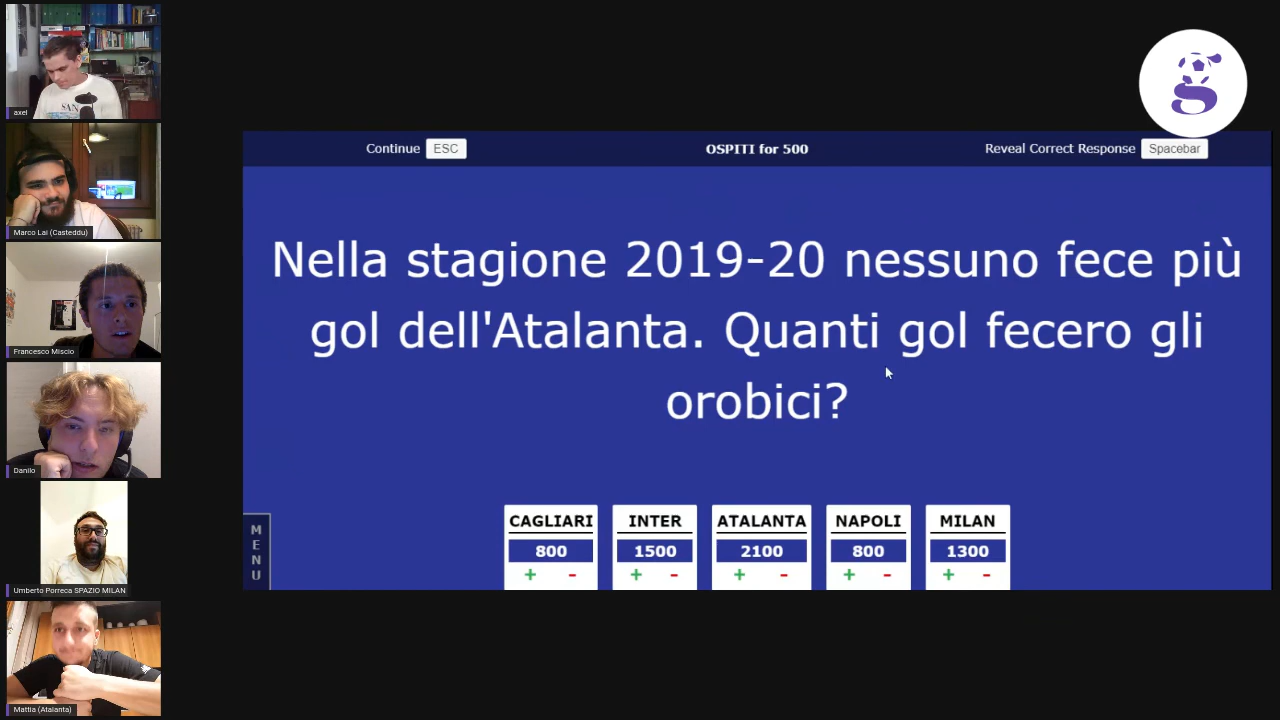 axel
Marco Lai (Casteddu)
Francesco Miscio
Danilo
Umberto Porreca SPAZIO MILAN
Mattia (Atalanta)
Continue ESC
OSPITI for 500
Reveal Correct Response Spacebar
Nella stagione 2019-20 nessuno fece più
gol dell'Atalanta. Quanti gol fecero gli
orobici?
MENU
CAGLIARI INTER ATALANTA NAPOLI MILAN
800 1500 2100 800 1300
+ - + - + - + - + -